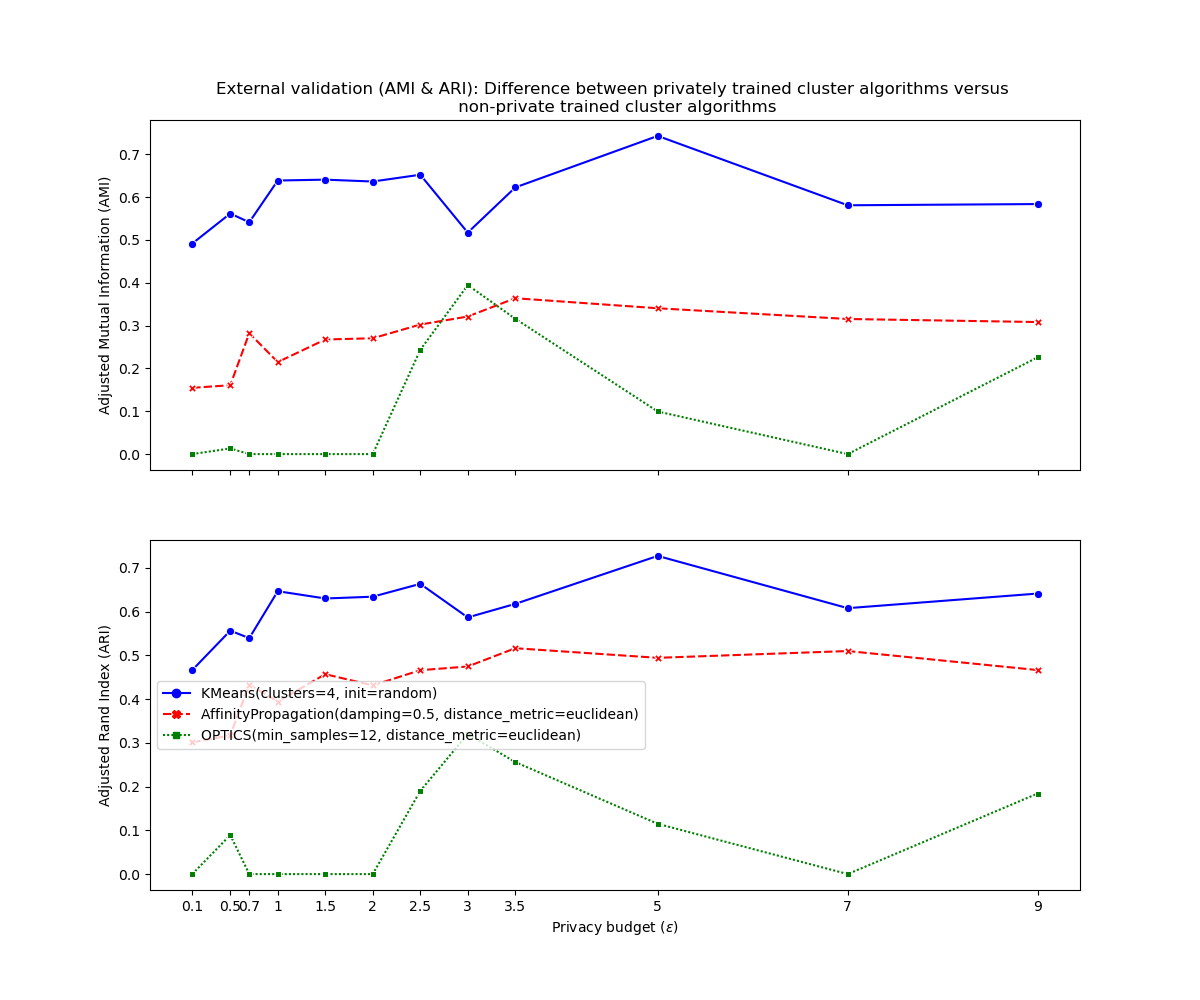 External validation (AMI & ARI): Difference between privately trained cluster algorithms versus
non-private trained cluster algorithms
Adjusted Mutual Information (AMI)
0.7
0.6
0.5
0.4
0.3
0.2
0.1
0.0
Adjusted Rand Index (ARI)
0.7
0.6
0.5
0.4
0.3
0.2
0.1
0.0
KMeans(clusters=4, init=random)
AffinityPropagation(damping=0.5, distance_metric=euclidean)
OPTICS(min_samples=12, distance_metric=euclidean)
0.1 0.5 0.7 1 1.5 2 2.5 3 3.5 5 7 9
Privacy budget (ε)